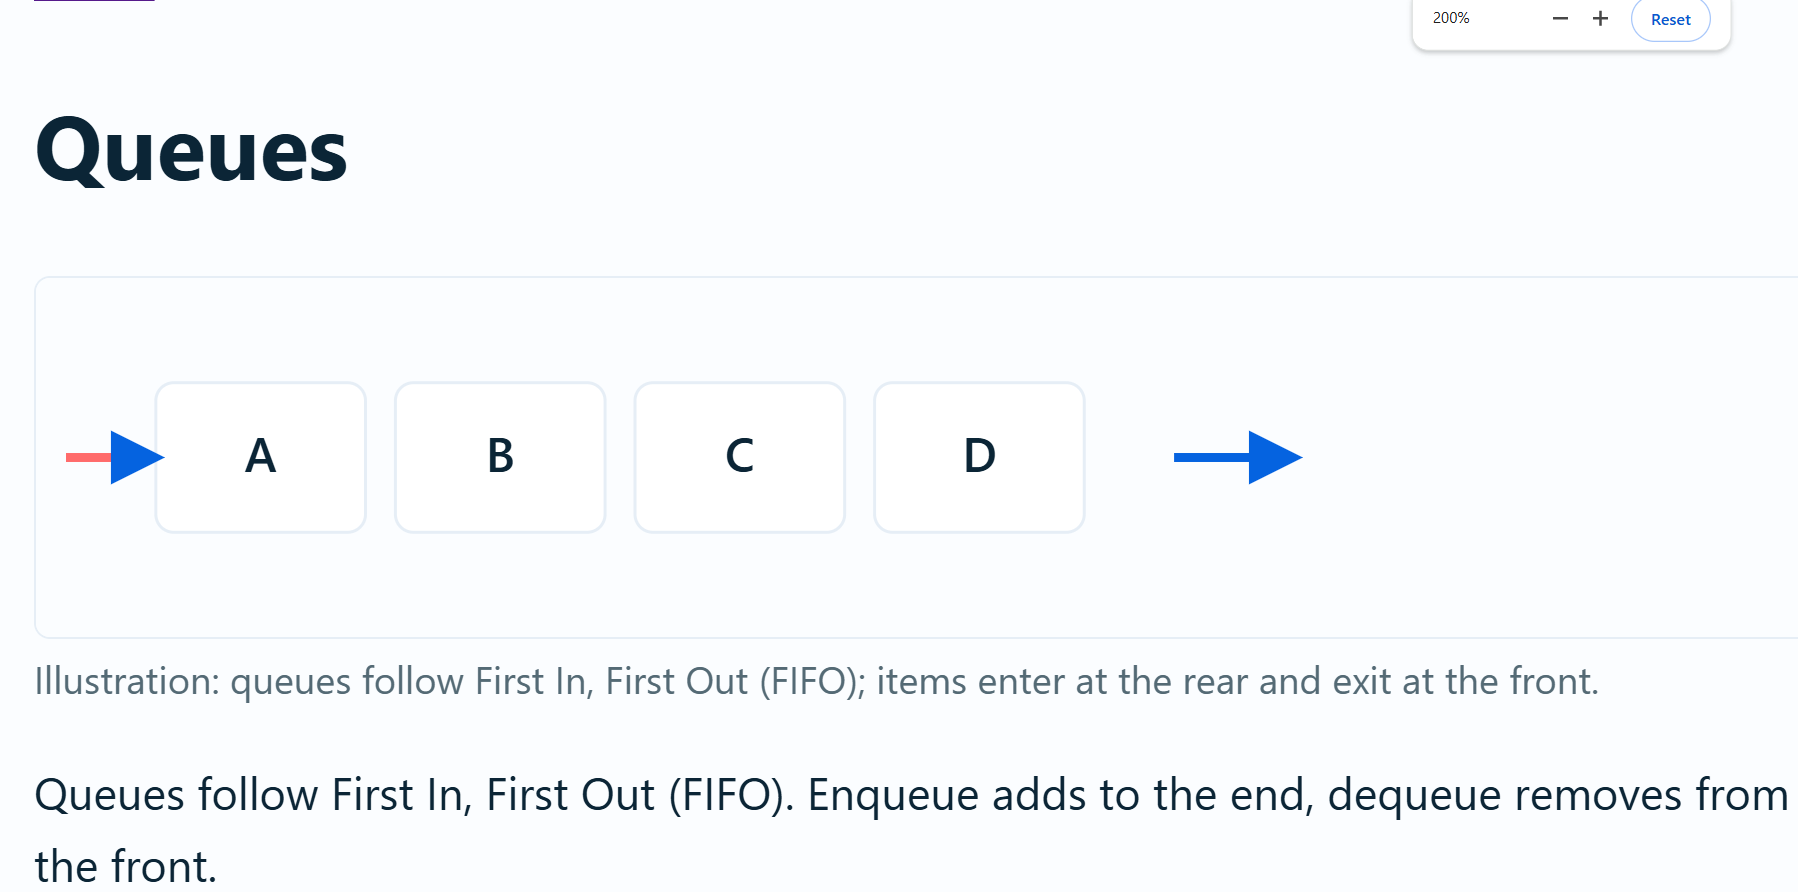 200% − + Reset
Queues
A B C D
Illustration: queues follow First In, First Out (FIFO); items enter at the rear and exit at the front.
Queues follow First In, First Out (FIFO). Enqueue adds to the end, dequeue removes from
the front.